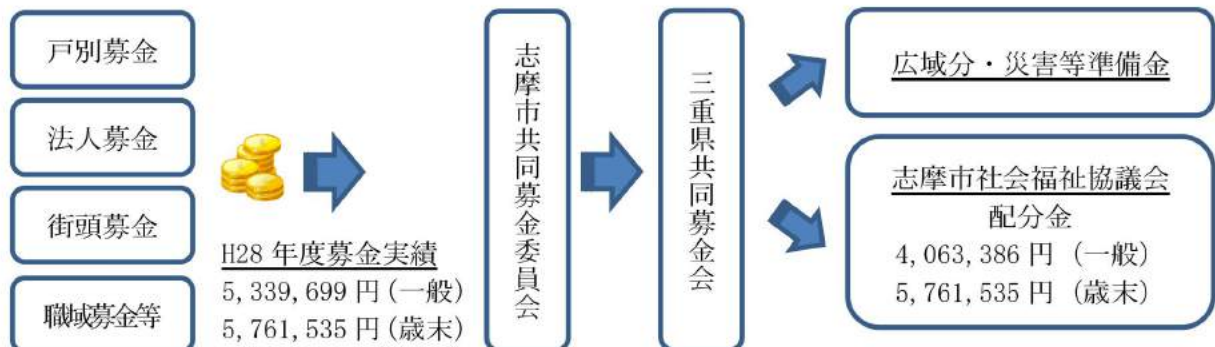 戸別募金
法人募金
街頭募金
職域募金等
H28 年度募金実績
5,339,699 円(一般)
5,761,535 円(歳末)
志摩市共同募金委員会
三重県共同募金会
広域分・災害等準備金
志摩市社会福祉協議会
配分金
4,063,386 円 (一般)
5,761,535 円 (歳末)